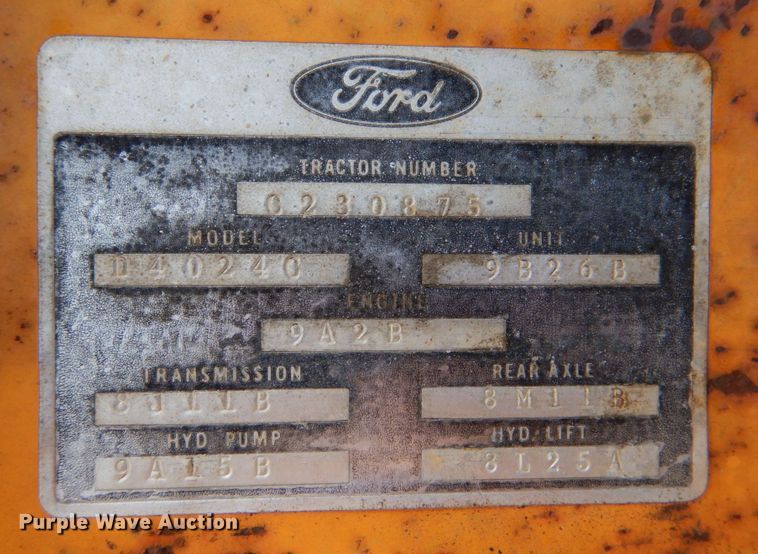 Ford
TRACTOR NUMBER
C230875
MODEL UNIT
D4024C 9B26B
ENGINE
9A2B
TRANSMISSION REAR AXLE
8J11B 8M11B
HYD PUMP HYD. LIFT
9A15B 8L25A
Purple Wave Auction